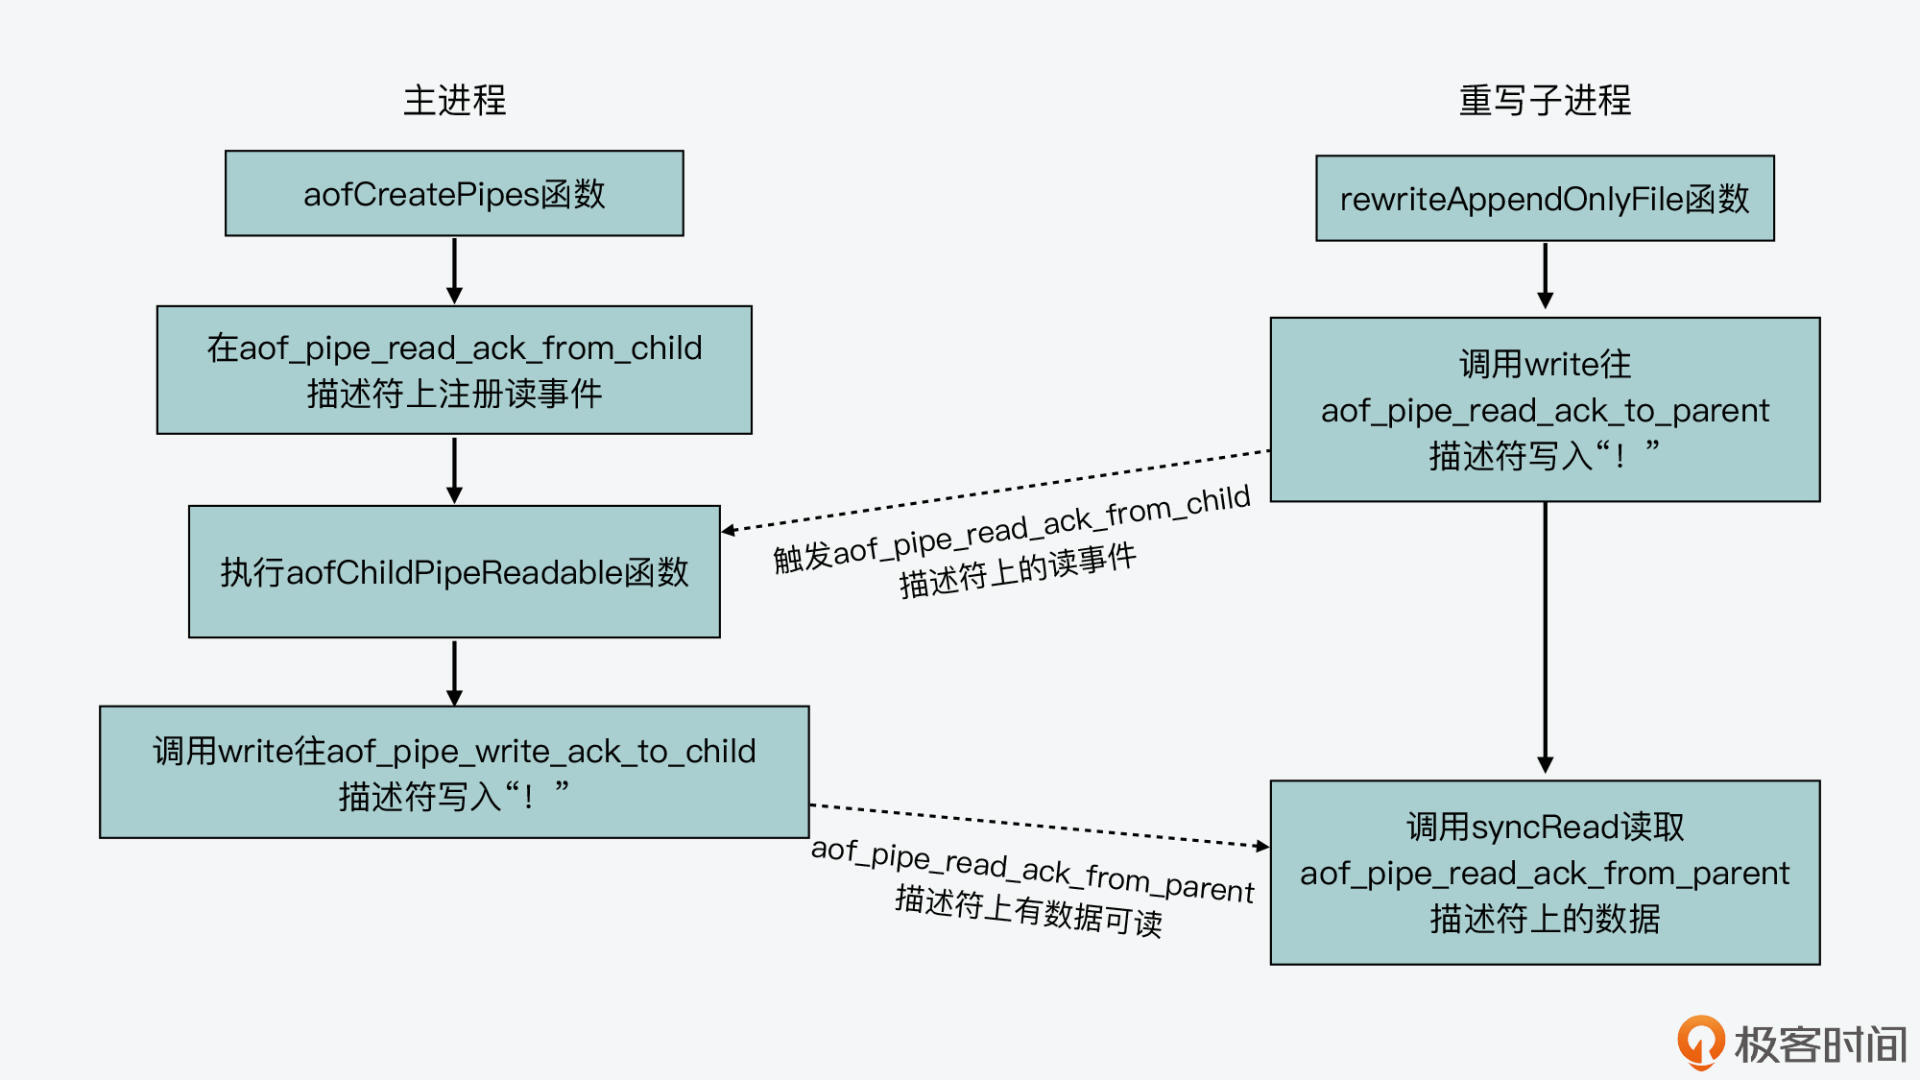 主进程
aofCreatePipes函数
在aof_pipe_read_ack_from_child
描述符上注册读事件
执行aofChildPipeReadable函数
调用write往aof_pipe_write_ack_to_child
描述符写入“！”
触发aof_pipe_read_ack_from_child
描述符上的读事件
aof_pipe_read_ack_from_parent
描述符上有数据可读
重写子进程
rewriteAppendOnlyFile函数
调用write往
aof_pipe_read_ack_to_parent
描述符写入“！”
调用syncRead读取
aof_pipe_read_ack_from_parent
描述符上的数据
极客时间